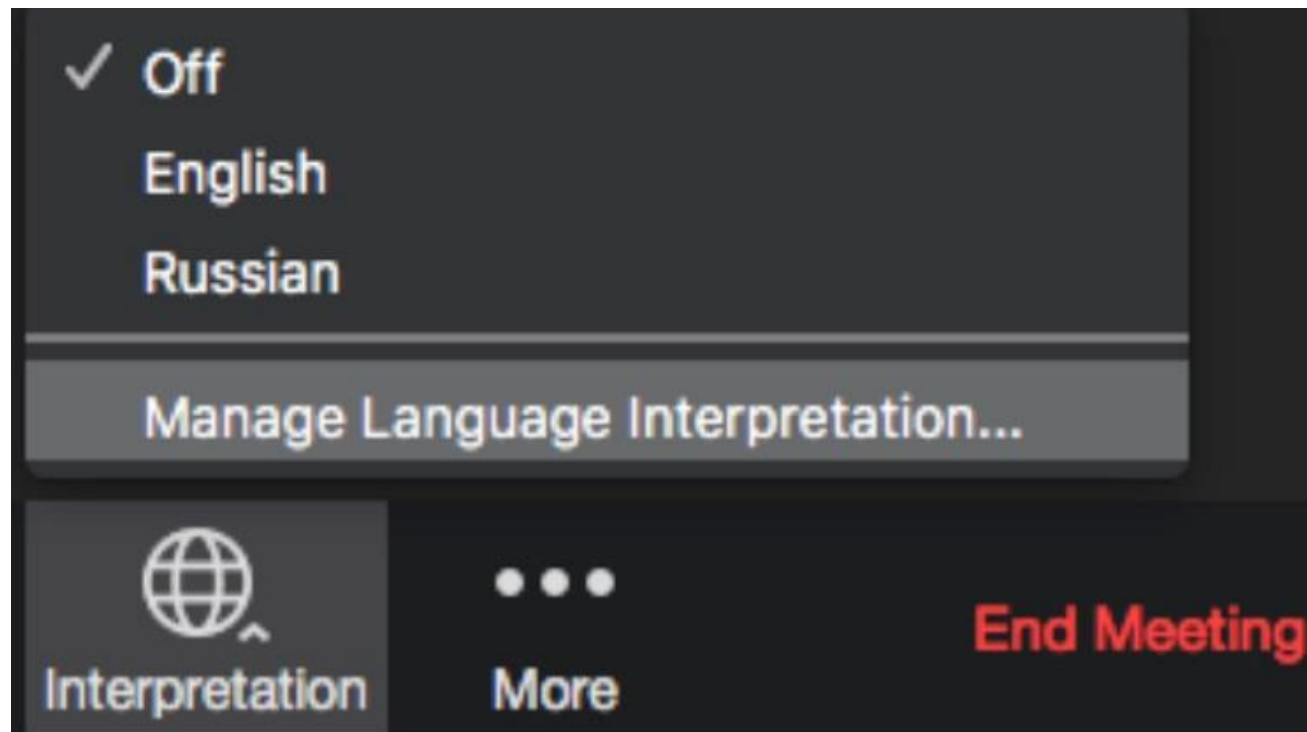 Off
English
Russian
Manage Language Interpretation...
Interpretation
More
End Meeting